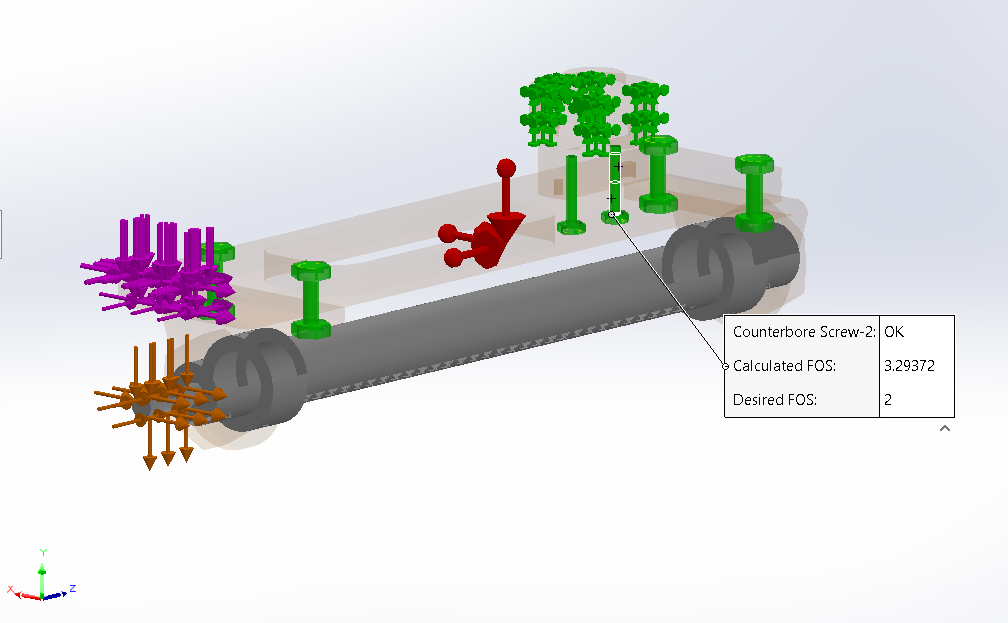 Counterbore Screw-2: OK
Calculated FOS: 3.29372
Desired FOS: 2
Y
X
Z